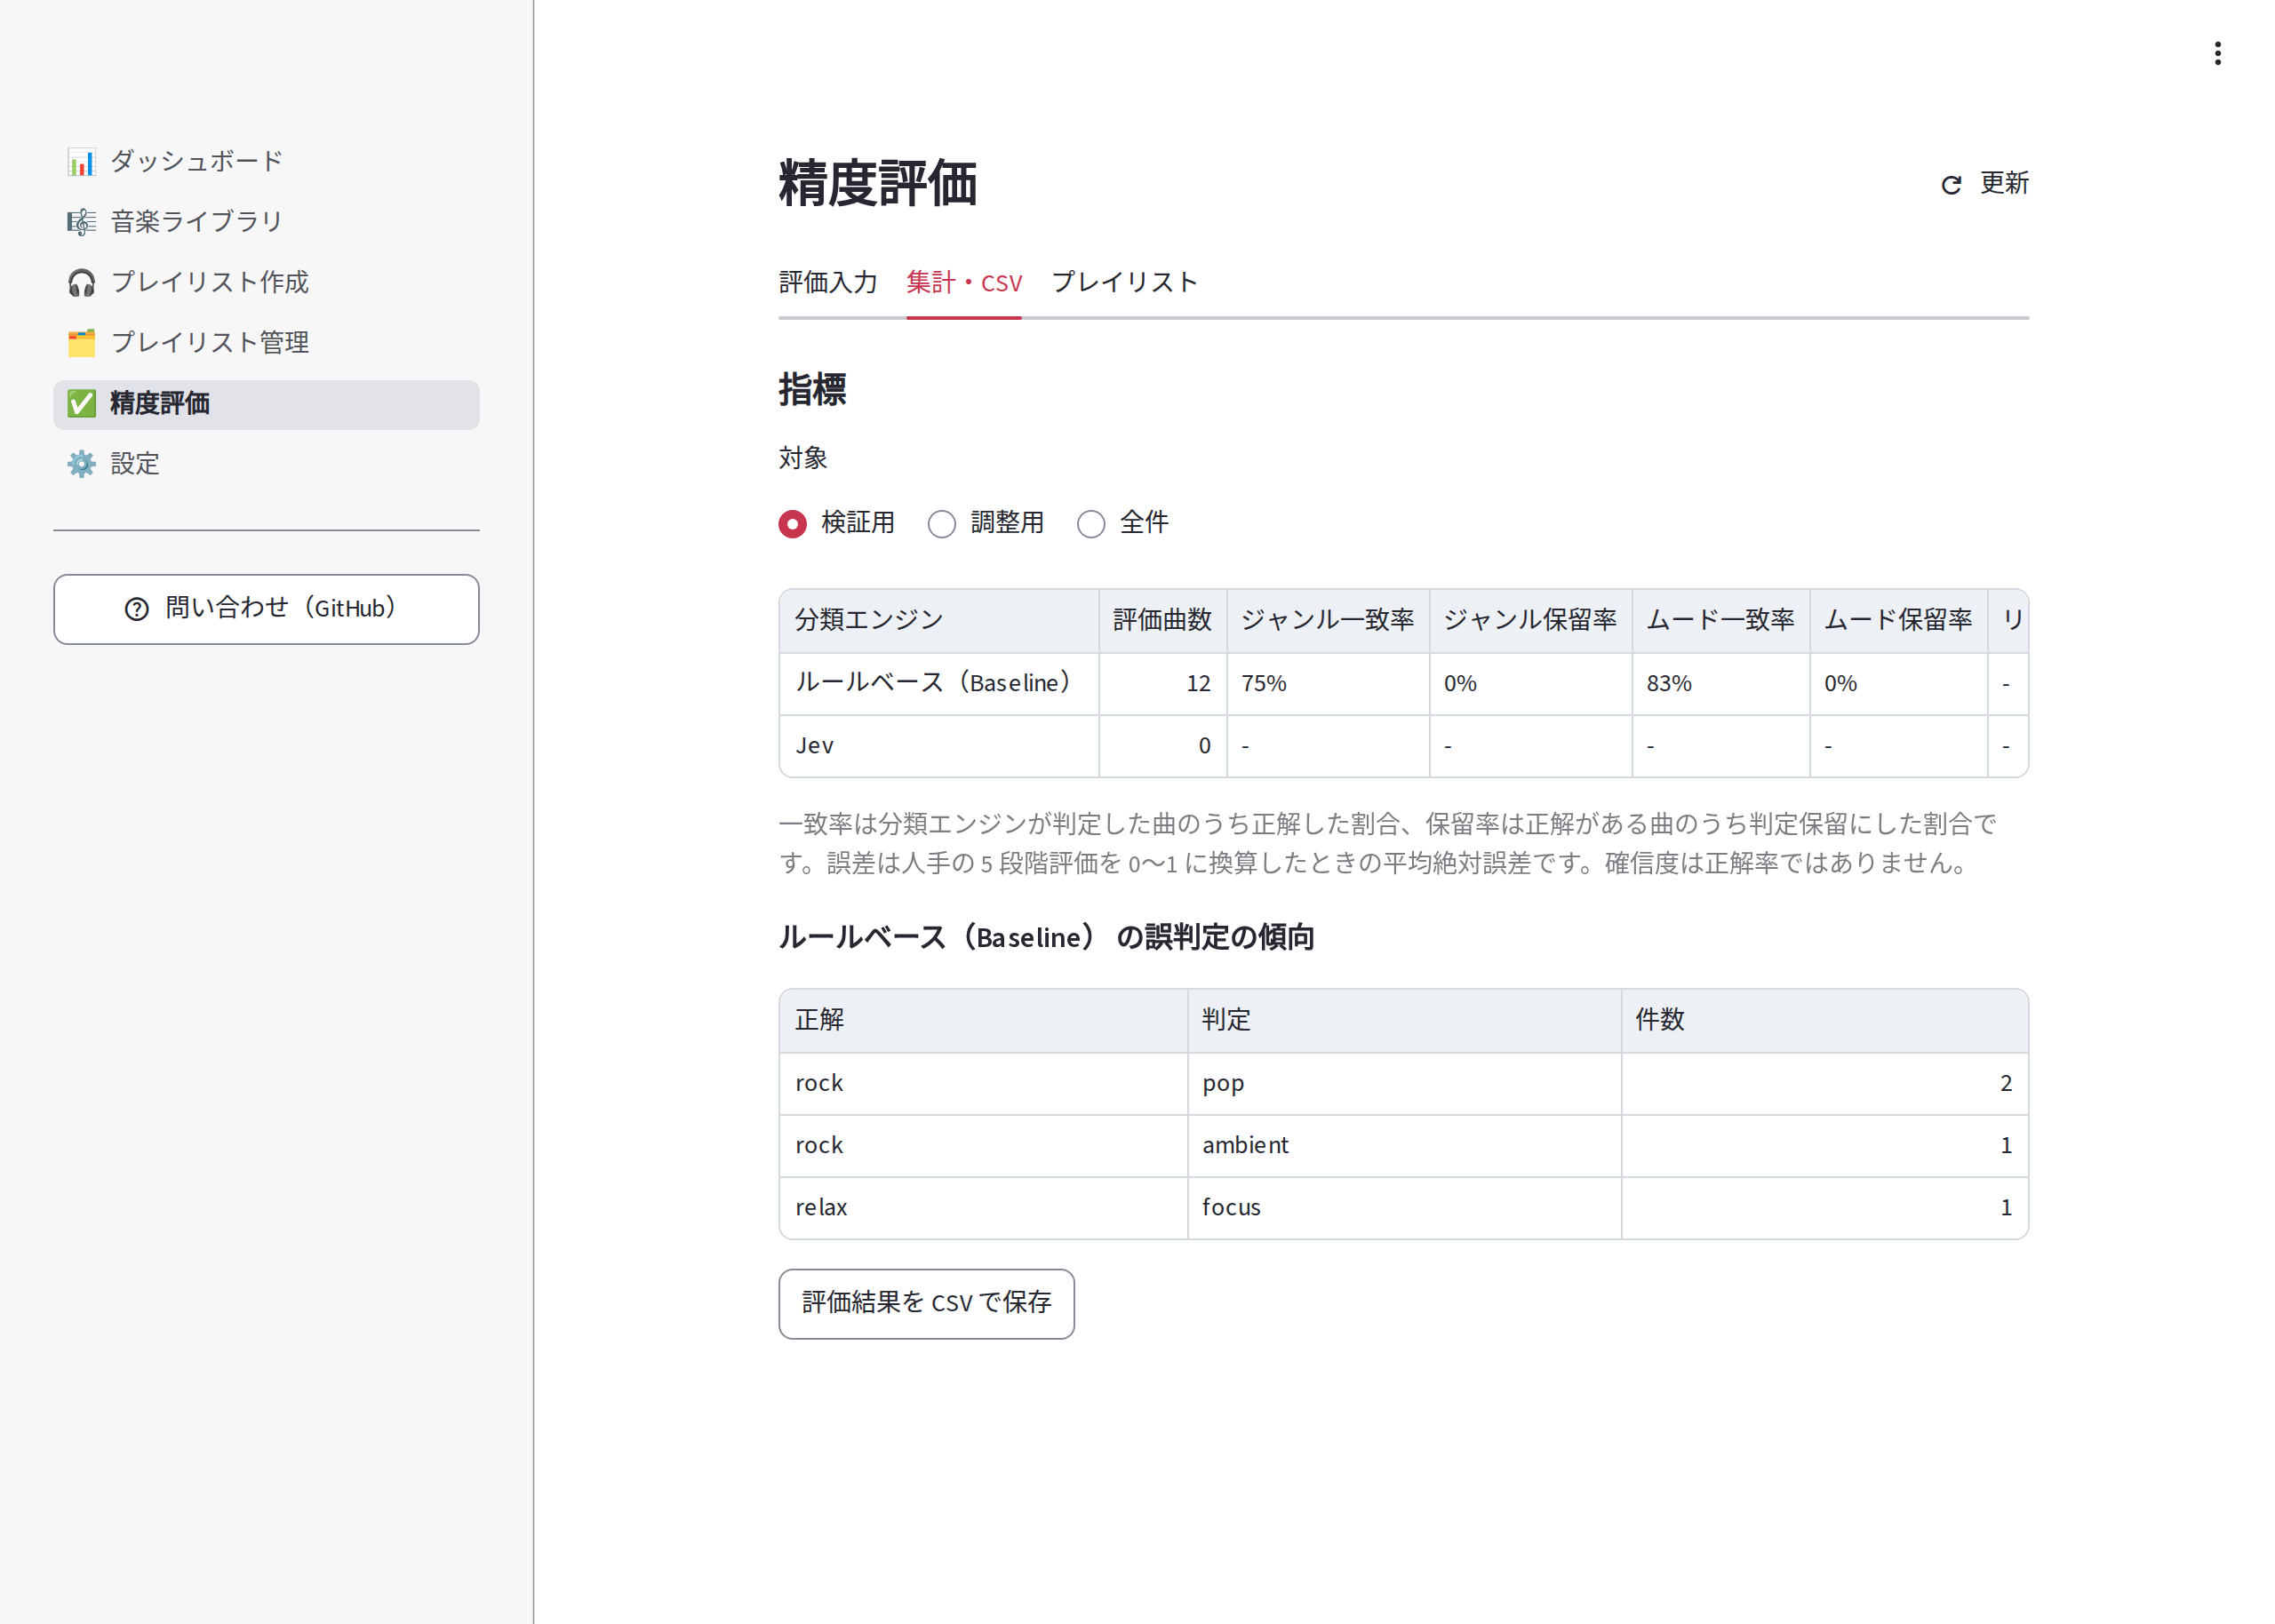 ダッシュボード
音楽ライブラリ
プレイリスト作成
プレイリスト管理
精度評価
設定
問い合わせ（GitHub）
精度評価
更新
評価入力 集計・CSV プレイリスト
指標
対象
検証用 調整用 全件
分類エンジン 評価曲数 ジャンル一致率 ジャンル保留率 ムード一致率 ムード保留率 リ
ルールベース（Baseline） 12 75% 0% 83% 0% -
Jev 0 - - - - -
一致率は分類エンジンが判定した曲のうち正解した割合、保留率は正解がある曲のうち判定保留にした割合で
す。誤差は人手の 5 段階評価を 0〜1 に換算したときの平均絶対誤差です。確信度は正解率ではありません。
ルールベース（Baseline） の誤判定の傾向
正解 判定 件数
rock pop 2
rock ambient 1
relax focus 1
評価結果を CSV で保存